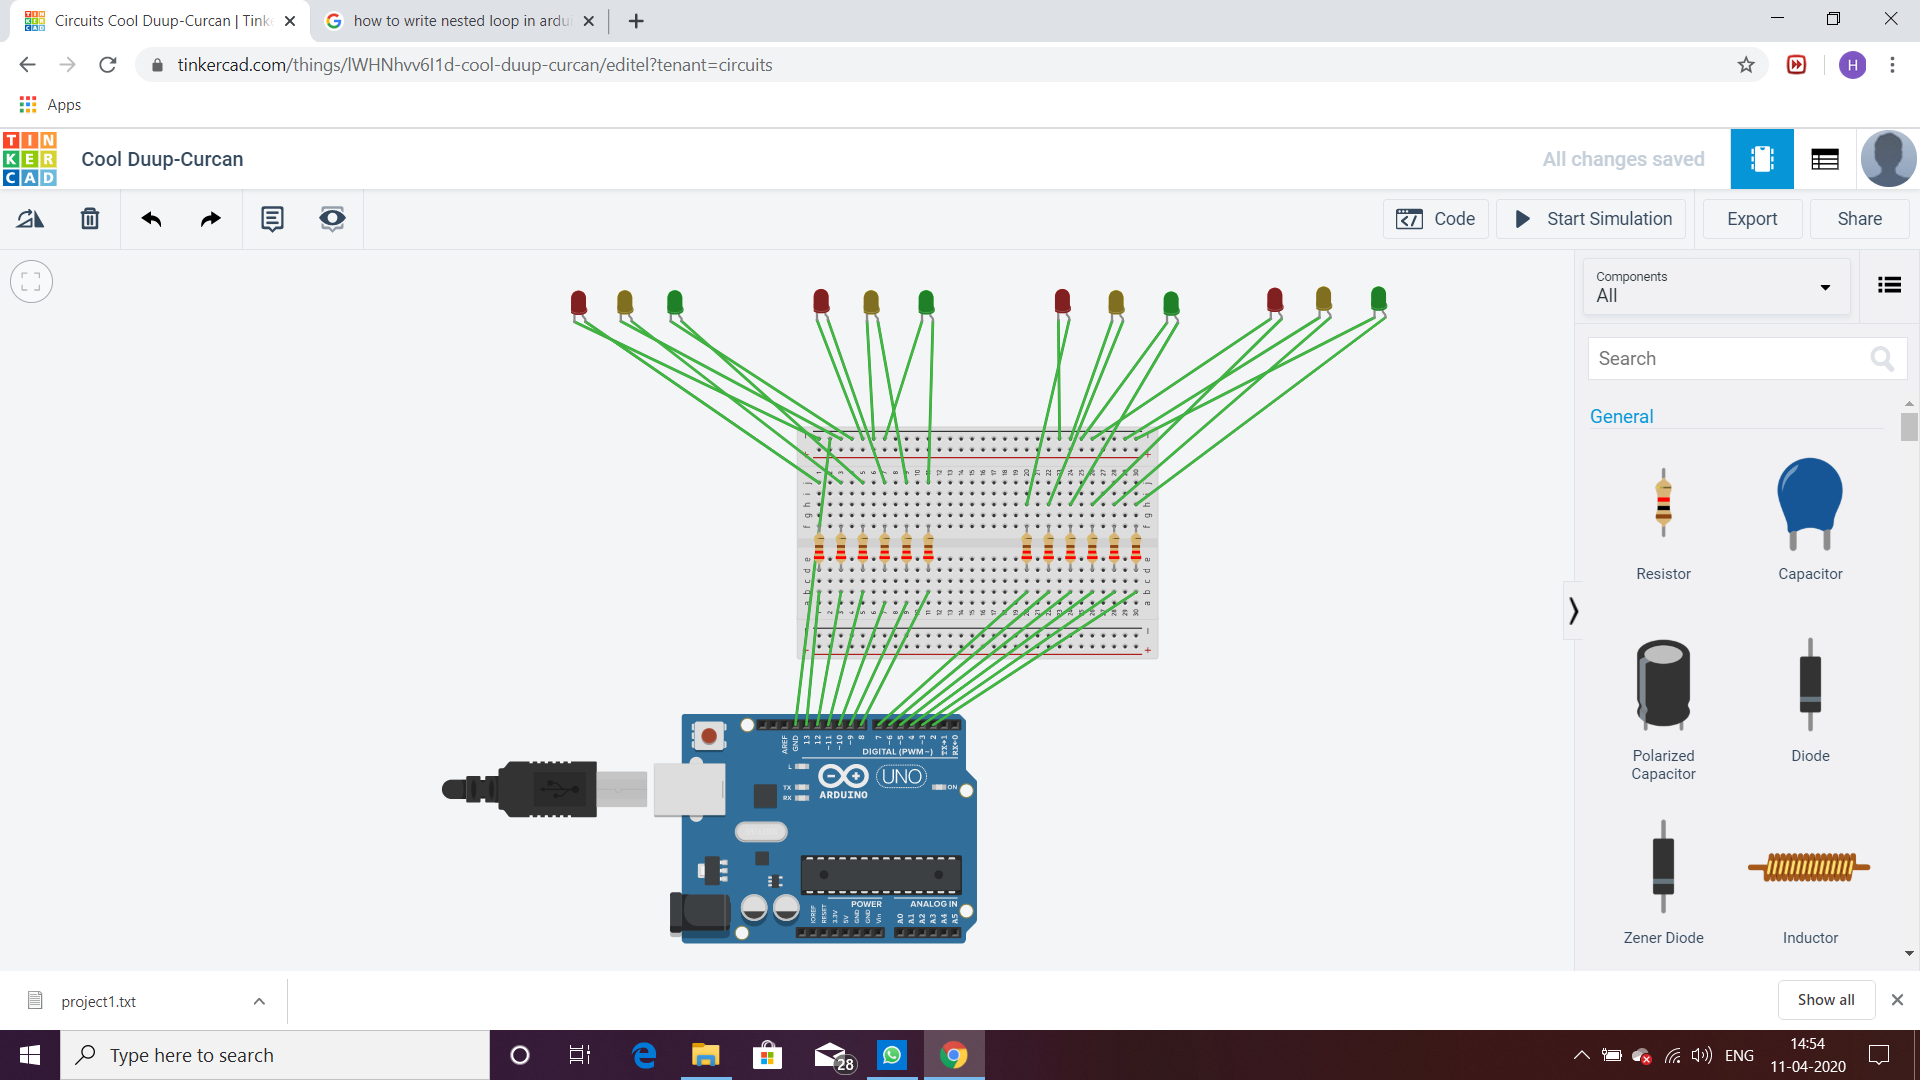 Circuits Cool Duup-Curcan | Tink
how to write nested loop in ardui
tinkercad.com/things/lWHNhvv6I1d-cool-duup-curcan/editel?tenant=circuits
H
Apps
TIN
KER
CAD
Cool Duup-Curcan
All changes saved
Code
Start Simulation
Export
Share
Components
All
Search
General
Resistor
Capacitor
Polarized
Capacitor
Diode
Zener Diode
Inductor
AREF
GND
13
12
~11
~10
~9
8
7
~6
~5
4
~3
2
TX→1
RX←0
DIGITAL (PWM~)
L
TX
RX
UNO
ARDUINO
ON
POWER
ANALOG IN
IOREF
RESET
3.3V
5V
GND
GND
Vin
A0
A1
A2
A3
A4
A5
project1.txt
Show all
Type here to search
28
ENG
14:54
11-04-2020